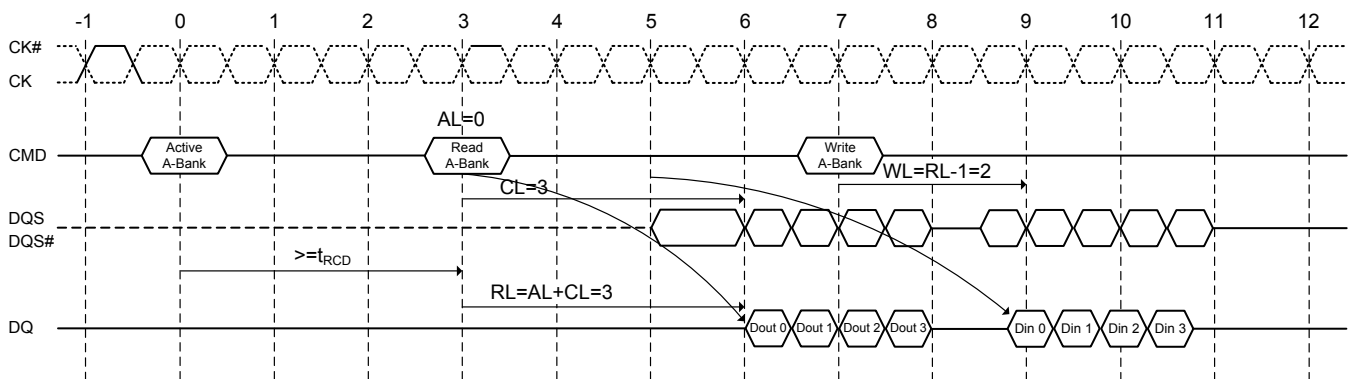 -1 0 1 2 3 4 5 6 7 8 9 10 11 12
CK#
CK
AL=0
CMD
Active
A-Bank
Read
A-Bank
Write
A-Bank
CL=3
WL=RL-1=2
DQS
DQS#
>=tRCD
RL=AL+CL=3
DQ
Dout 0 Dout 1 Dout 2 Dout 3 Din 0 Din 1 Din 2 Din 3